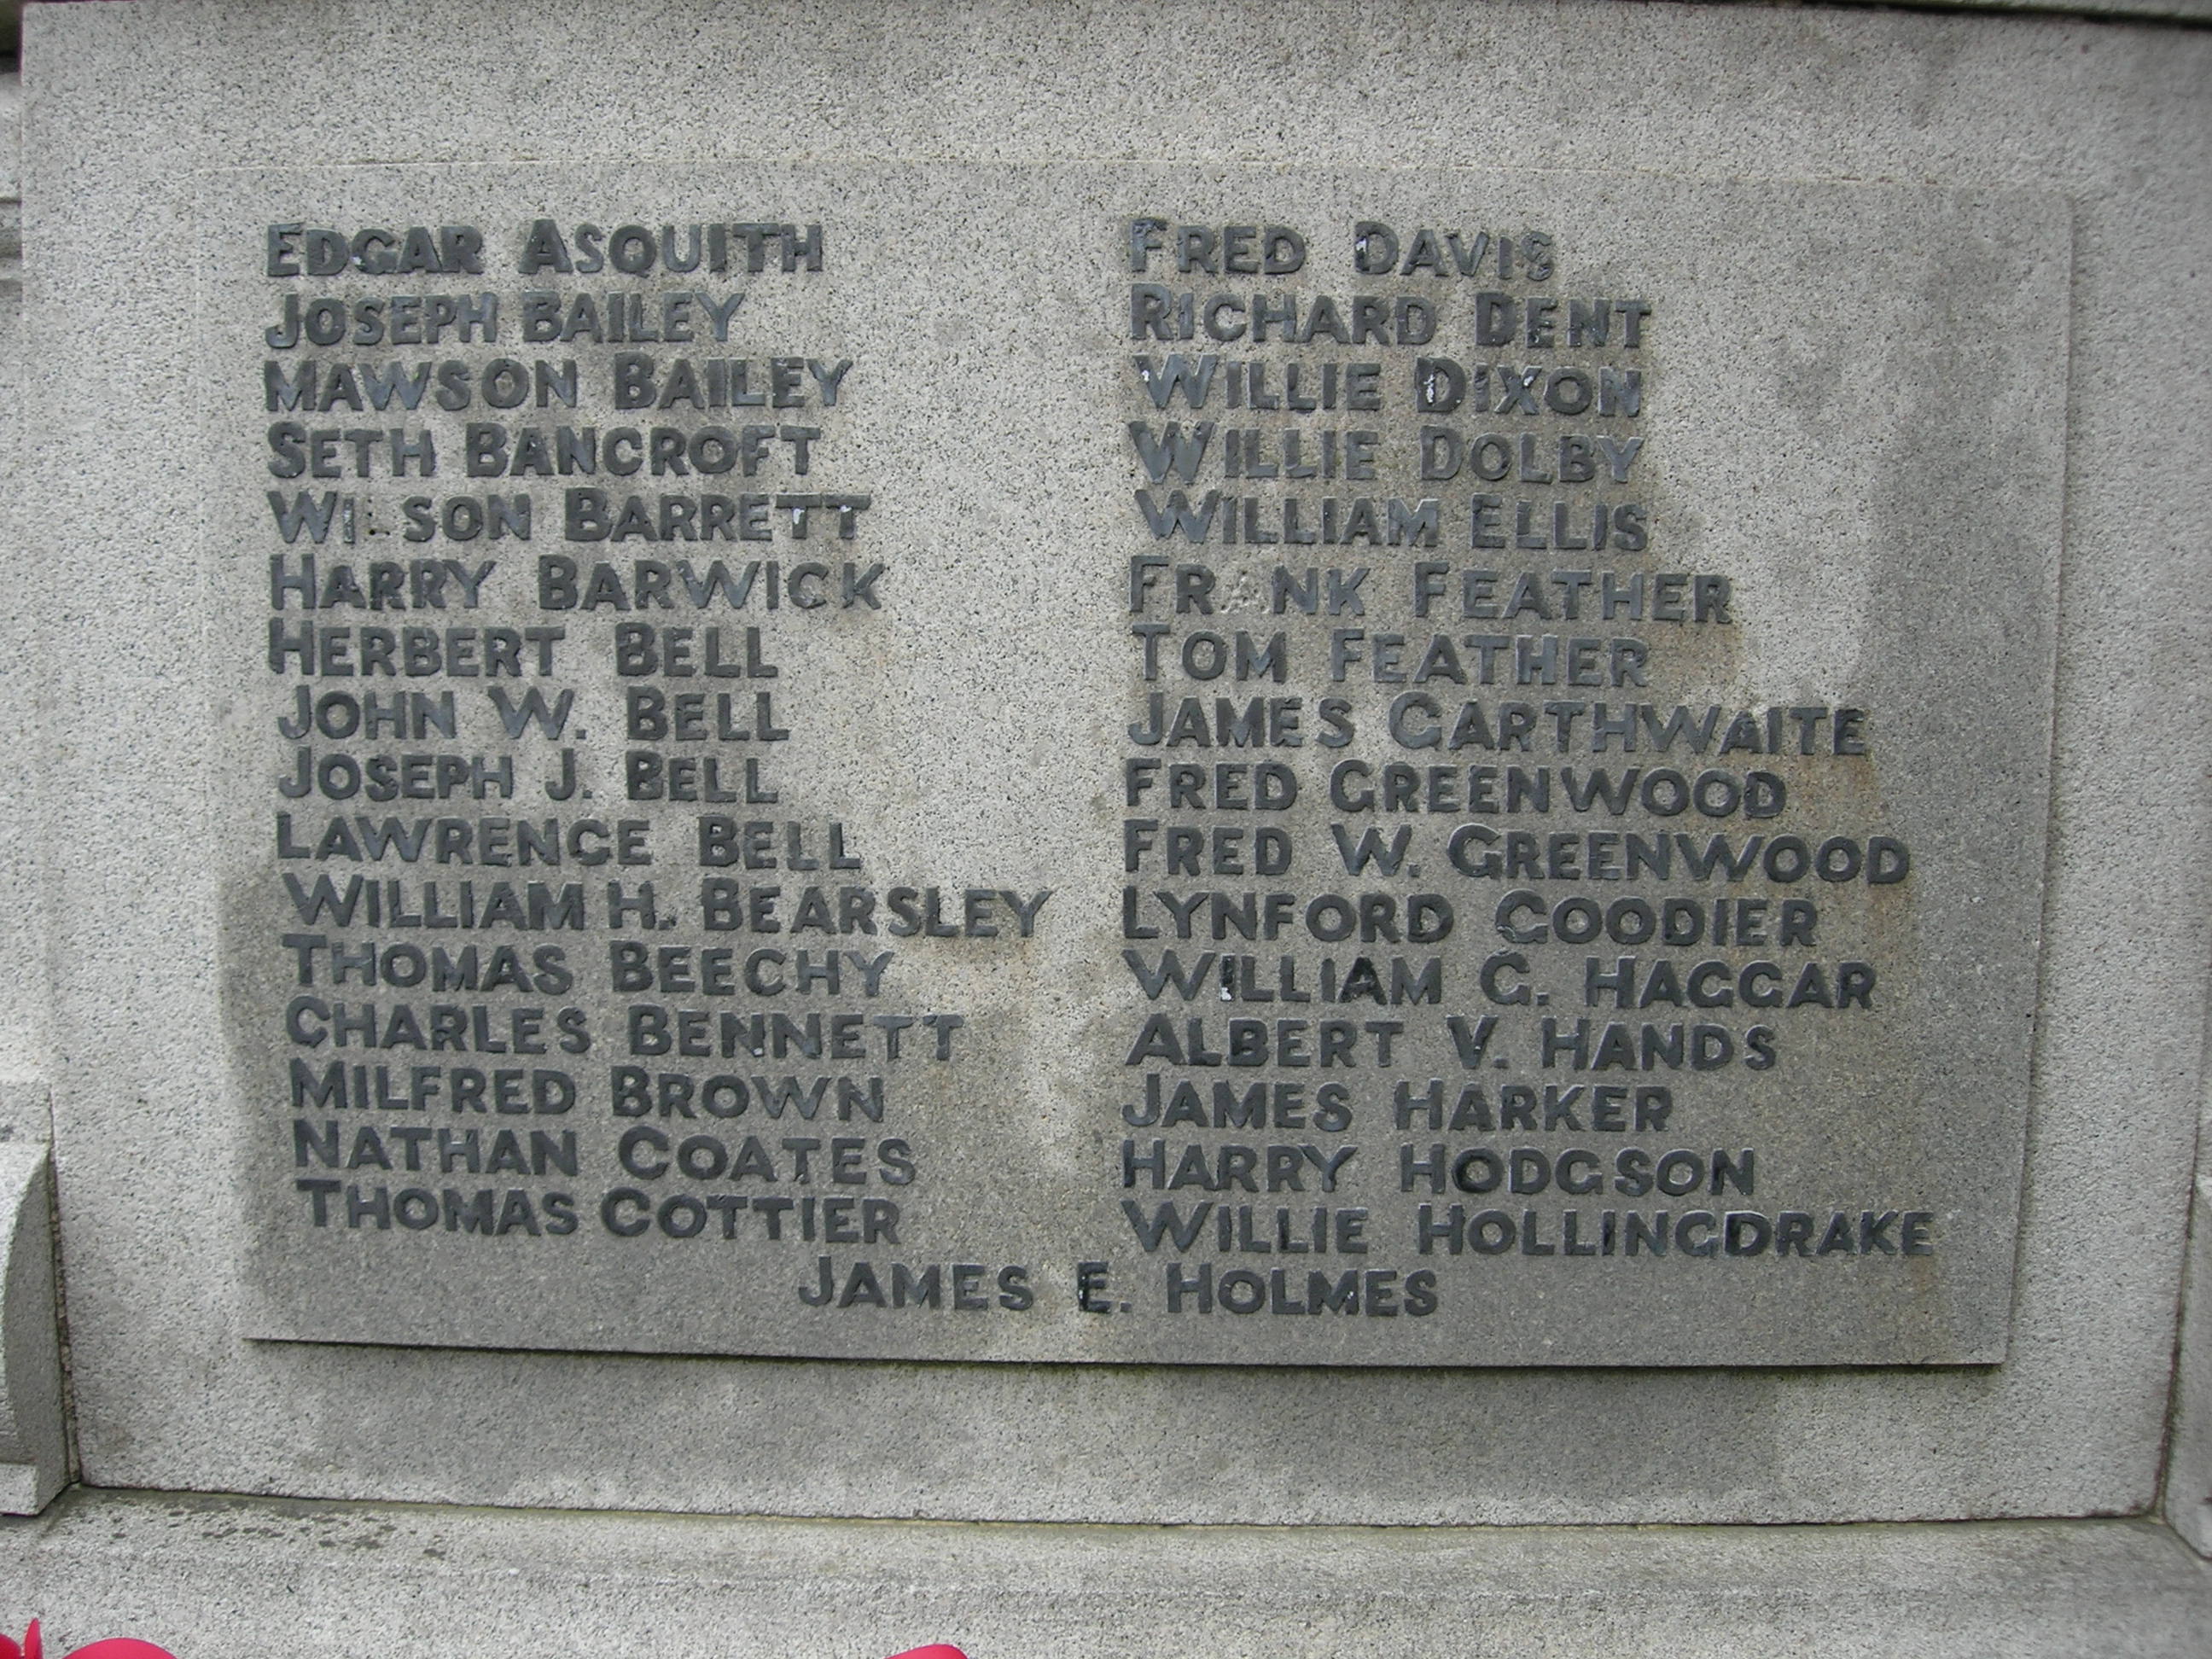 EDGAR ASQUITH
JOSEPH BAILEY
MAWSON BAILEY
SETH BANCROFT
WILSON BARRETT
HARRY BARWICK
HERBERT BELL
JOHN W. BELL
JOSEPH J. BELL
LAWRENCE BELL
WILLIAM H. BEARSLEY
THOMAS BEECHY
CHARLES BENNETT
MILFRED BROWN
NATHAN COATES
THOMAS COTTIER
FRED DAVIS
RICHARD DENT
WILLIE DIXON
WILLIE DOLBY
WILLIAM ELLIS
FRANK FEATHER
TOM FEATHER
JAMES GARTHWAITE
FRED GREENWOOD
FRED W. GREENWOOD
LYNFORD GOODIER
WILLIAM G. HAGGAR
ALBERT V. HANDS
JAMES HARKER
HARRY HODGSON
WILLIE HOLLINGDRAKE
JAMES E. HOLMES